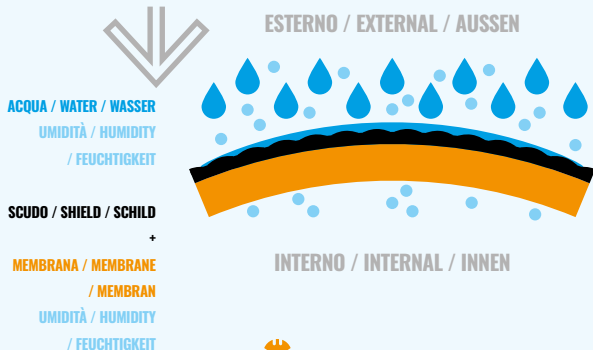 ESTERNO / EXTERNAL / AUSSEN
ACQUA / WATER / WASSER
UMIDITÀ / HUMIDITY
/ FEUCHTIGKEIT
SCUDO / SHIELD / SCHILD
+
MEMBRANA / MEMBRANE
/ MEMBRAN
UMIDITÀ / HUMIDITY
/ FEUCHTIGKEIT
INTERNO / INTERNAL / INNEN